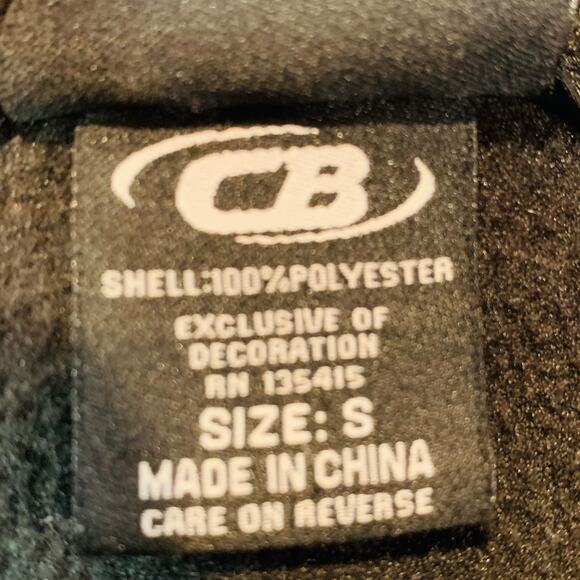 CB
SHELL:100%POLYESTER
EXCLUSIVE OF
DECORATION
RN 135415
SIZE: S
MADE IN CHINA
CARE ON REVERSE